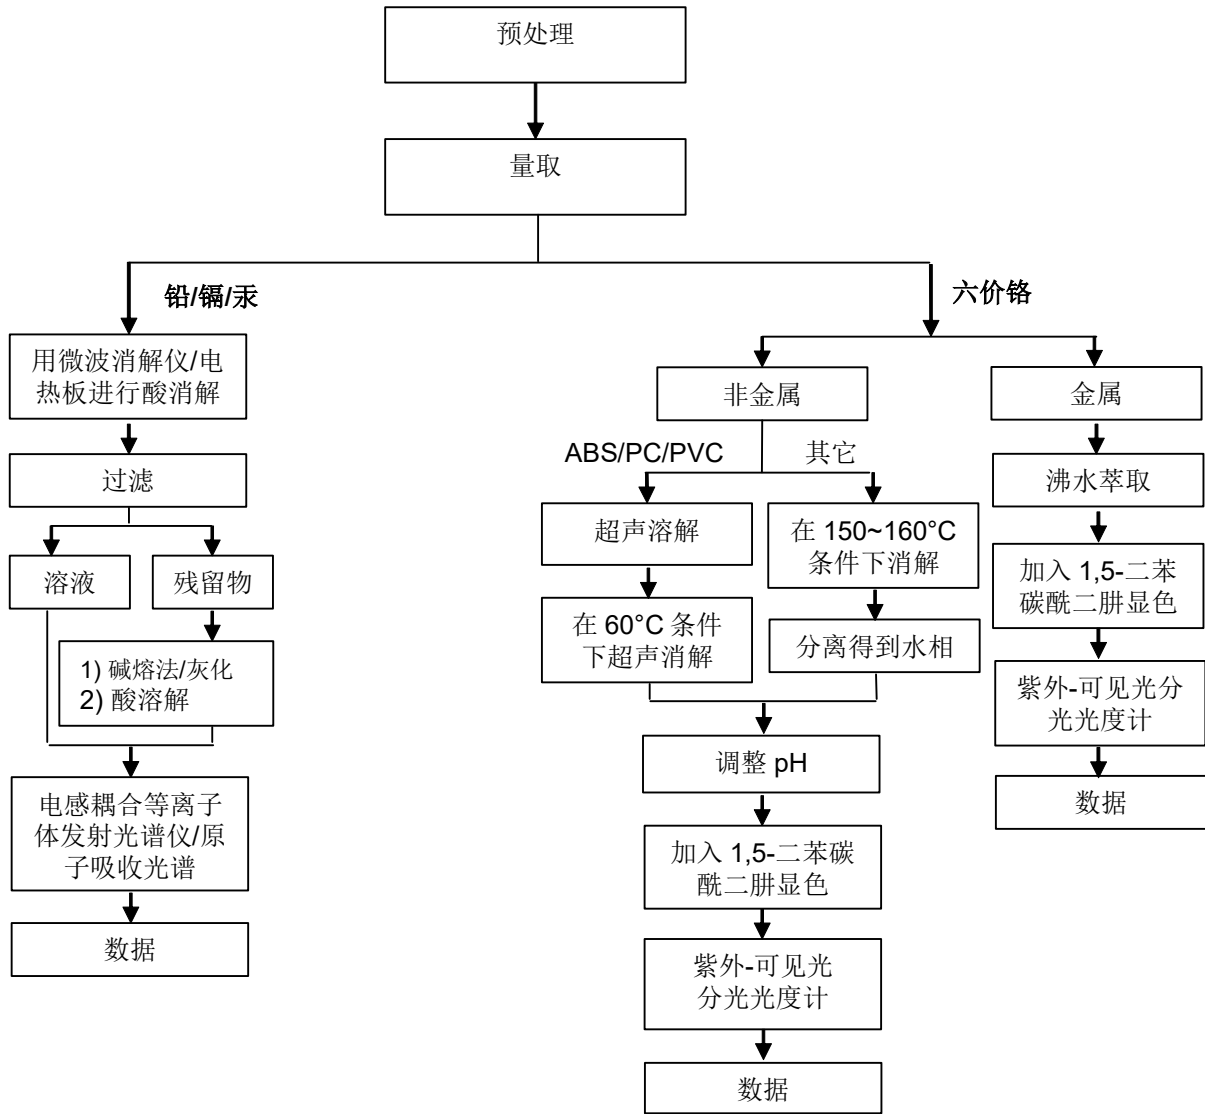 预处理
量取
铅/镉/汞
六价铬
用微波消解仪/电
热板进行酸消解
过滤
溶液
残留物
1) 碱熔法/灰化
2) 酸溶解
电感耦合等离子
体发射光谱仪/原
子吸收光谱
数据
非金属
ABS/PC/PVC
其它
超声溶解
在 60°C 条件
下超声消解
在 150~160°C
条件下消解
分离得到水相
调整 pH
加入 1,5-二苯碳
酰二肼显色
紫外-可见光
分光光度计
数据
金属
沸水萃取
加入 1,5-二苯
碳酰二肼显色
紫外-可见光分
光光度计
数据